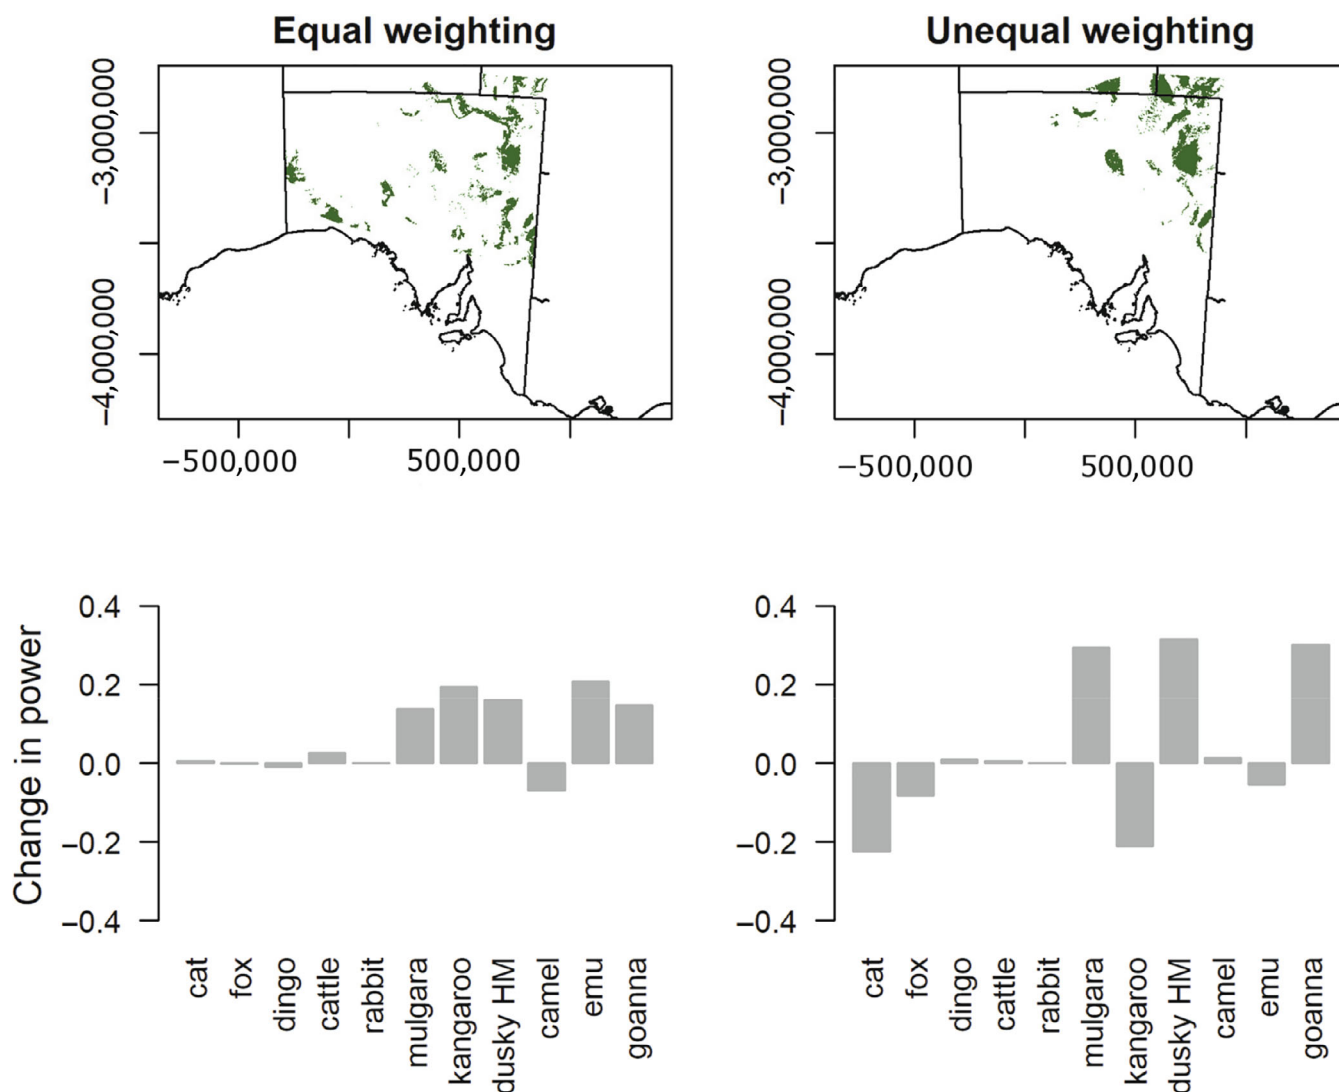 Equal weighting
−3,000,000
−4,000,000
−500,000
500,000
Unequal weighting
−3,000,000
−4,000,000
−500,000
500,000
Change in power
0.4
0.2
0.0
−0.2
−0.4
cat
fox
dingo
cattle
rabbit
mulgara
kangaroo
dusky HM
camel
emu
goanna
0.4
0.2
0.0
−0.2
−0.4
cat
fox
dingo
cattle
rabbit
mulgara
kangaroo
dusky HM
camel
emu
goanna